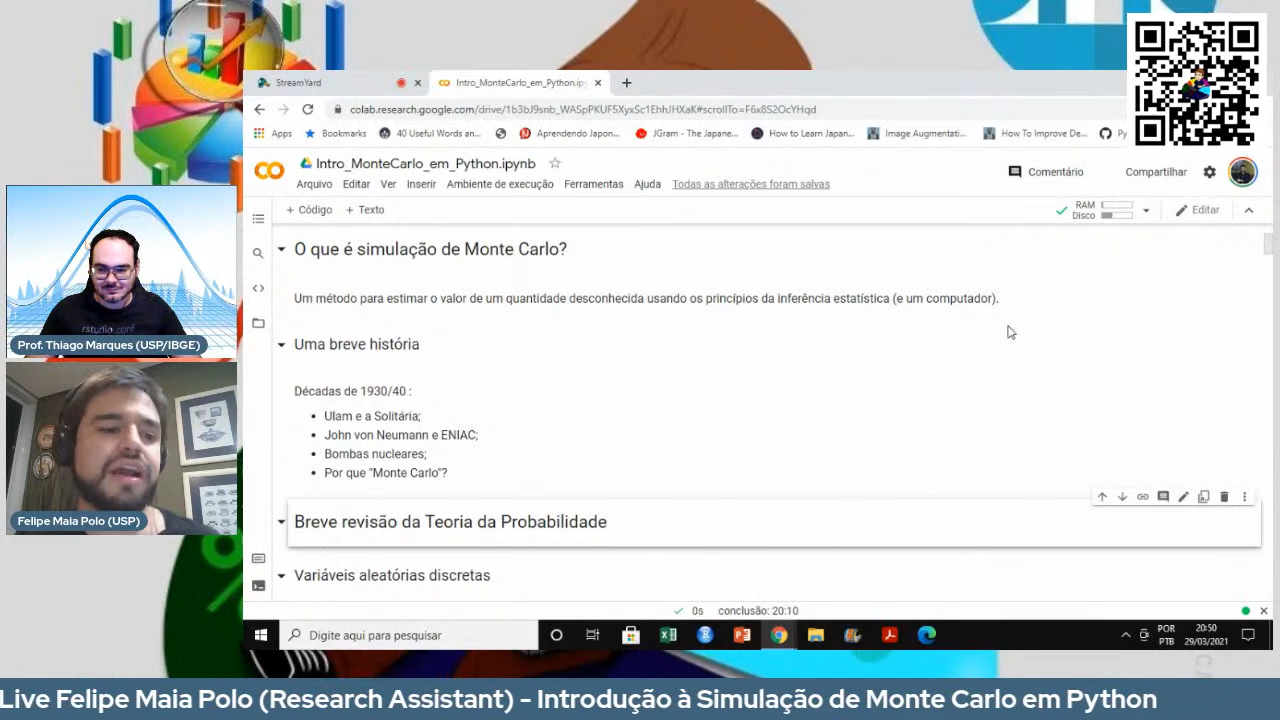 StreamYard
Intro_MonteCarlo_em_Python.ipy
colab.research.google.com/drive/1b3bJ9snb_WASpPKUF5XyxSc1EhhJHXaK#scrollTo=F6x8S2OcYHqd
Apps
Bookmarks
40 Useful Words an...
Aprendendo Japon...
JGram - The Japane...
How to Learn Japan...
Image Augmentati...
How To Improve De...
Py
Intro_MonteCarlo_em_Python.ipynb
Comentário
Compartilhar
Arquivo Editar Ver Inserir Ambiente de execução Ferramentas Ajuda Todas as alterações foram salvas
+ Código + Texto
RAM
Disco
Editar
O que é simulação de Monte Carlo?
Um método para estimar o valor de um quantidade desconhecida usando os princípios da inferência estatística (e um computador).
Uma breve história
Décadas de 1930/40 :
• Ulam e a Solitária;
• John von Neumann e ENIAC;
• Bombas nucleares;
• Por que "Monte Carlo"?
Breve revisão da Teoria da Probabilidade
Variáveis aleatórias discretas
0s conclusão: 20:10
Digite aqui para pesquisar
POR
PTB
20:50
29/03/2021
rstudio::conf
Prof. Thiago Marques (USP/IBGE)
Felipe Maia Polo (USP)
Live Felipe Maia Polo (Research Assistant) - Introdução à Simulação de Monte Carlo em Python